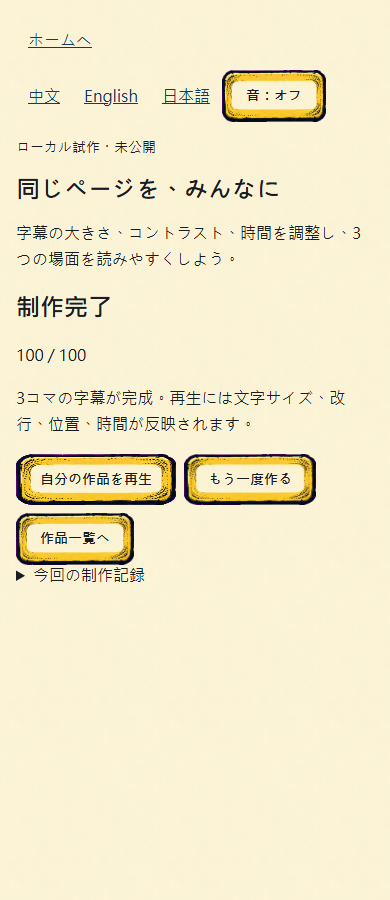 ホームへ
中文 English 日本語 音：オフ
ローカル試作・未公開
同じページを、みんなに
字幕の大きさ、コントラスト、時間を調整し、3
つの場面を読みやすくしよう。
制作完了
100 / 100
3コマの字幕が完成。再生には文字サイズ、改
行、位置、時間が反映されます。
自分の作品を再生 もう一度作る
作品一覧へ
▶ 今回の制作記録